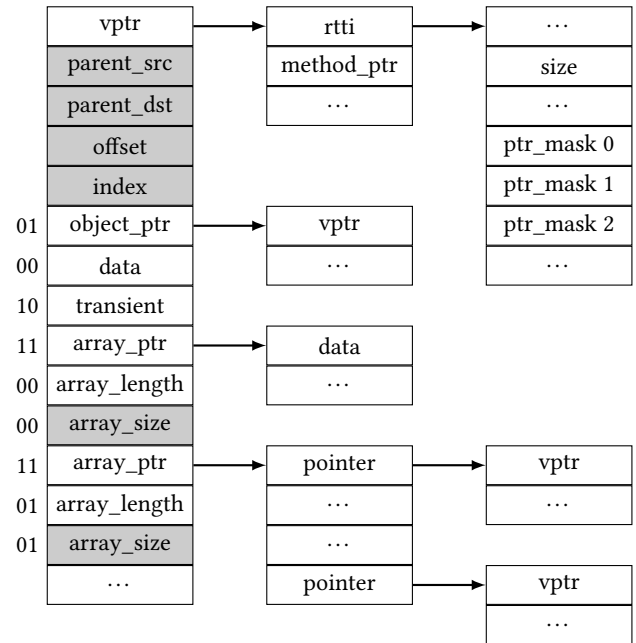 vptr rtti ...
parent_src method_ptr size
parent_dst ... ...
offset ptr_mask 0
index ptr_mask 1
01 object_ptr vptr ptr_mask 2
00 data ... ...
10 transient
11 array_ptr data
00 array_length ...
00 array_size
11 array_ptr pointer vptr
01 array_length ... ...
01 array_size ...
... pointer vptr
...